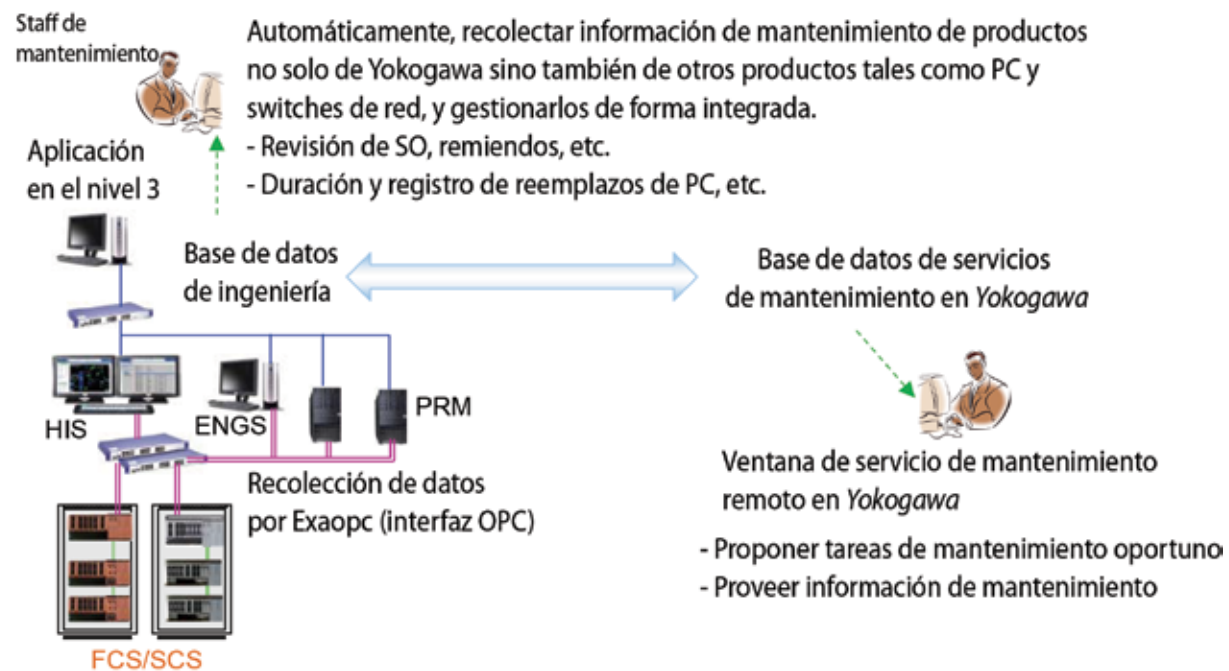 Staff de
mantenimiento
Automáticamente, recolectar información de mantenimiento de productos
no solo de Yokogawa sino también de otros productos tales como PC y
switches de red, y gestionarlos de forma integrada.
- Revisión de SO, remiendos, etc.
- Duración y registro de reemplazos de PC, etc.
Aplicación
en el nivel 3
Base de datos
de ingeniería
Base de datos de servicios
de mantenimiento en Yokogawa
HIS
ENGS
PRM
Recolección de datos
por Exaopc (interfaz OPC)
Ventana de servicio de mantenimiento
remoto en Yokogawa
- Proponer tareas de mantenimiento oportuno
- Proveer información de mantenimiento
FCS/SCS